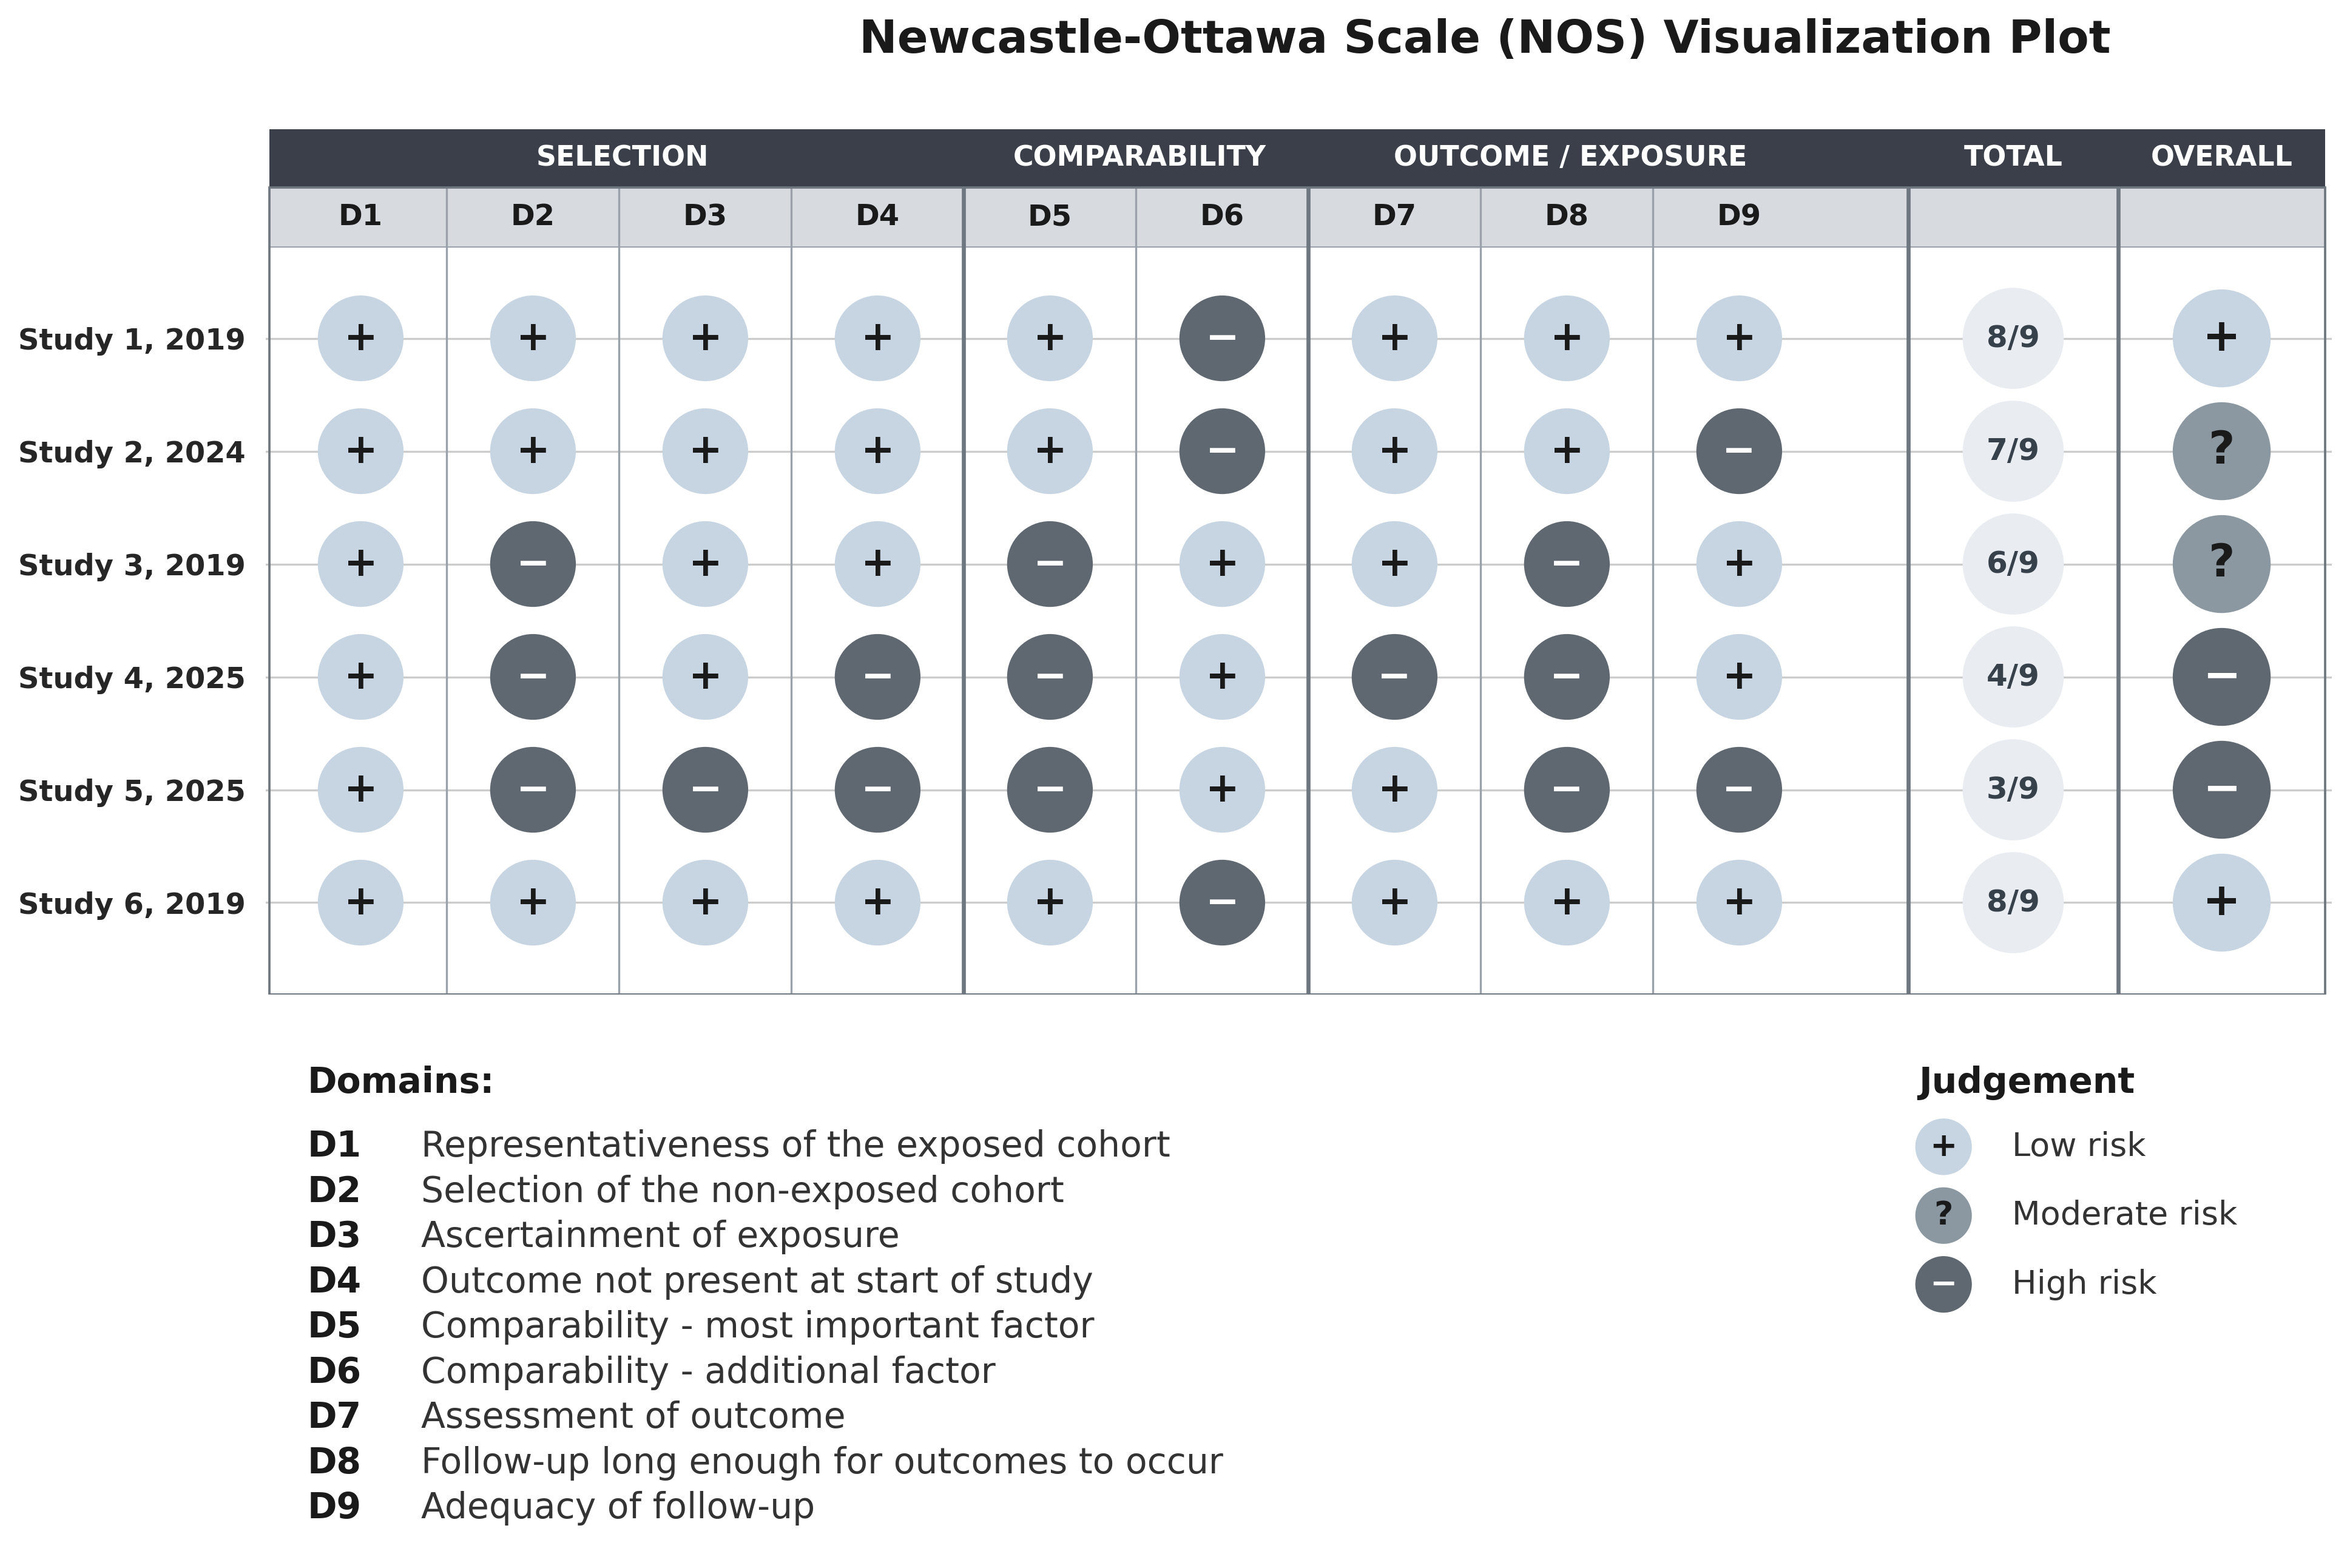 Newcastle-Ottawa Scale (NOS) Visualization Plot
SELECTION COMPARABILITY OUTCOME / EXPOSURE TOTAL OVERALL
D1 D2 D3 D4 D5 D6 D7 D8 D9
Study 1, 2019 + + + + + − + + + 8/9 +
Study 2, 2024 + + + + + − + + − 7/9 ?
Study 3, 2019 + − + + − + + − + 6/9 ?
Study 4, 2025 + − + − − + − − + 4/9 −
Study 5, 2025 + − − − − + + − − 3/9 −
Study 6, 2019 + + + + + − + + + 8/9 +
Domains:
D1 Representativeness of the exposed cohort
D2 Selection of the non-exposed cohort
D3 Ascertainment of exposure
D4 Outcome not present at start of study
D5 Comparability - most important factor
D6 Comparability - additional factor
D7 Assessment of outcome
D8 Follow-up long enough for outcomes to occur
D9 Adequacy of follow-up
Judgement
+ Low risk
? Moderate risk
− High risk